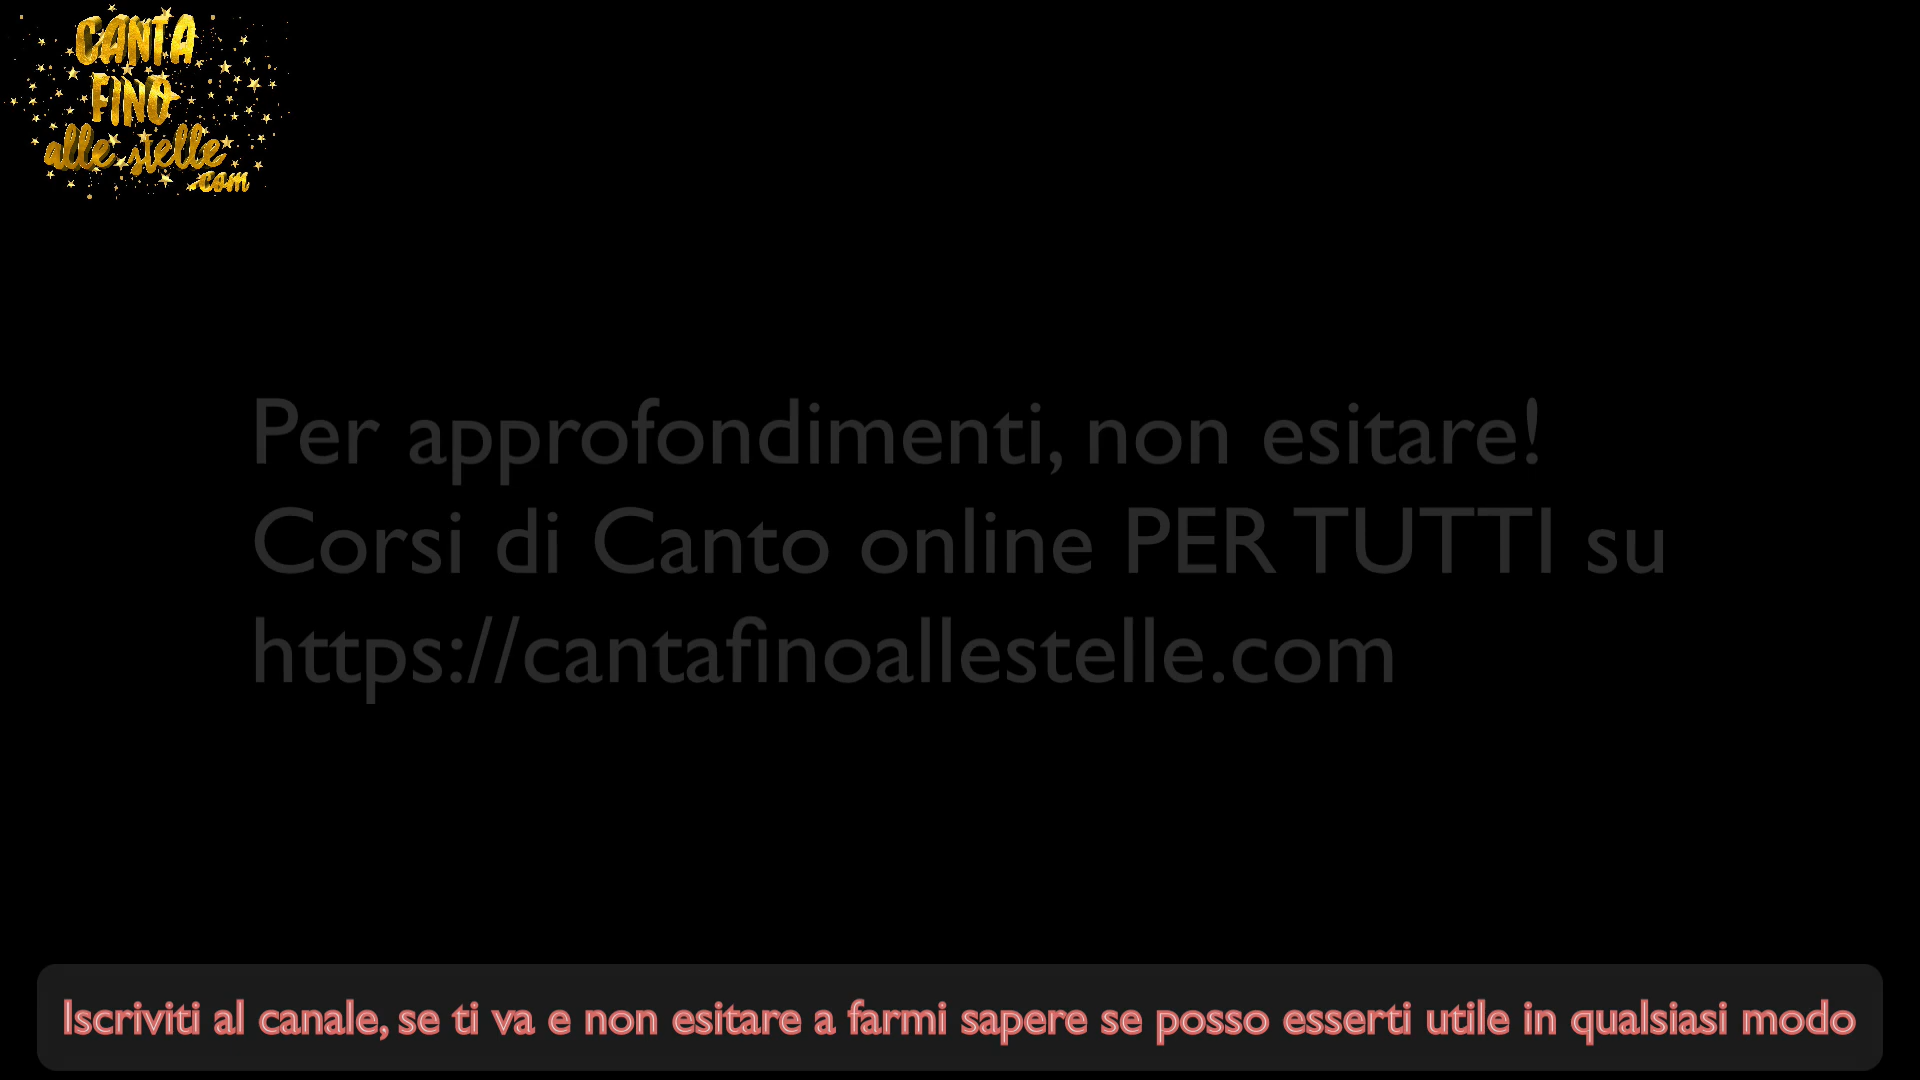 CANTA
FINO
alle stelle
.com
Per approfondimenti, non esitare!
Corsi di Canto online PER TUTTI su
https://cantafinoallestelle.com
Iscriviti al canale, se ti va e non esitare a farmi sapere se posso esserti utile in qualsiasi modo